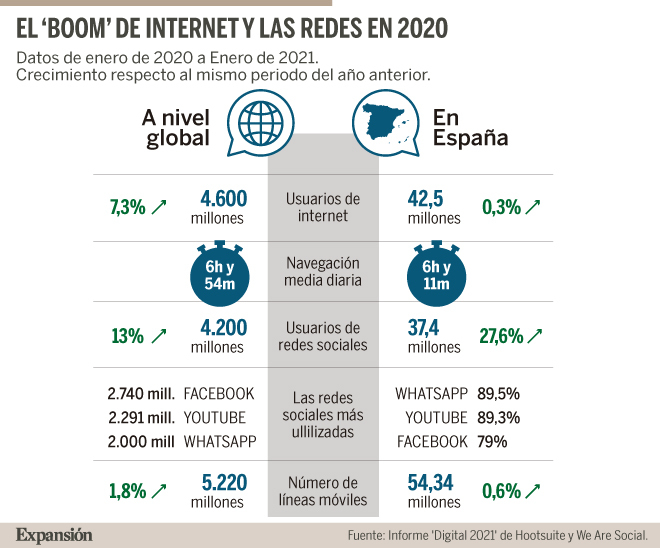 EL ‘BOOM’ DE INTERNET Y LAS REDES EN 2020
Datos de enero de 2020 a Enero de 2021.
Crecimiento respecto al mismo periodo del año anterior.
A nivel
global
En
España
7,3%
4.600
millones
Usuarios de
internet
42,5
millones
0,3%
6h y
54m
Navegación
media diaria
6h y
11m
13%
4.200
millones
Usuarios de
redes sociales
37,4
millones
27,6%
2.740 mill. FACEBOOK
2.291 mill. YOUTUBE
2.000 mill WHATSAPP
Las redes
sociales más
ullilizadas
WHATSAPP 89,5%
YOUTUBE 89,3%
FACEBOOK 79%
1,8%
5.220
millones
Número de
líneas móviles
54,34
millones
0,6%
Expansión
Fuente: Informe 'Digital 2021' de Hootsuite y We Are Social.